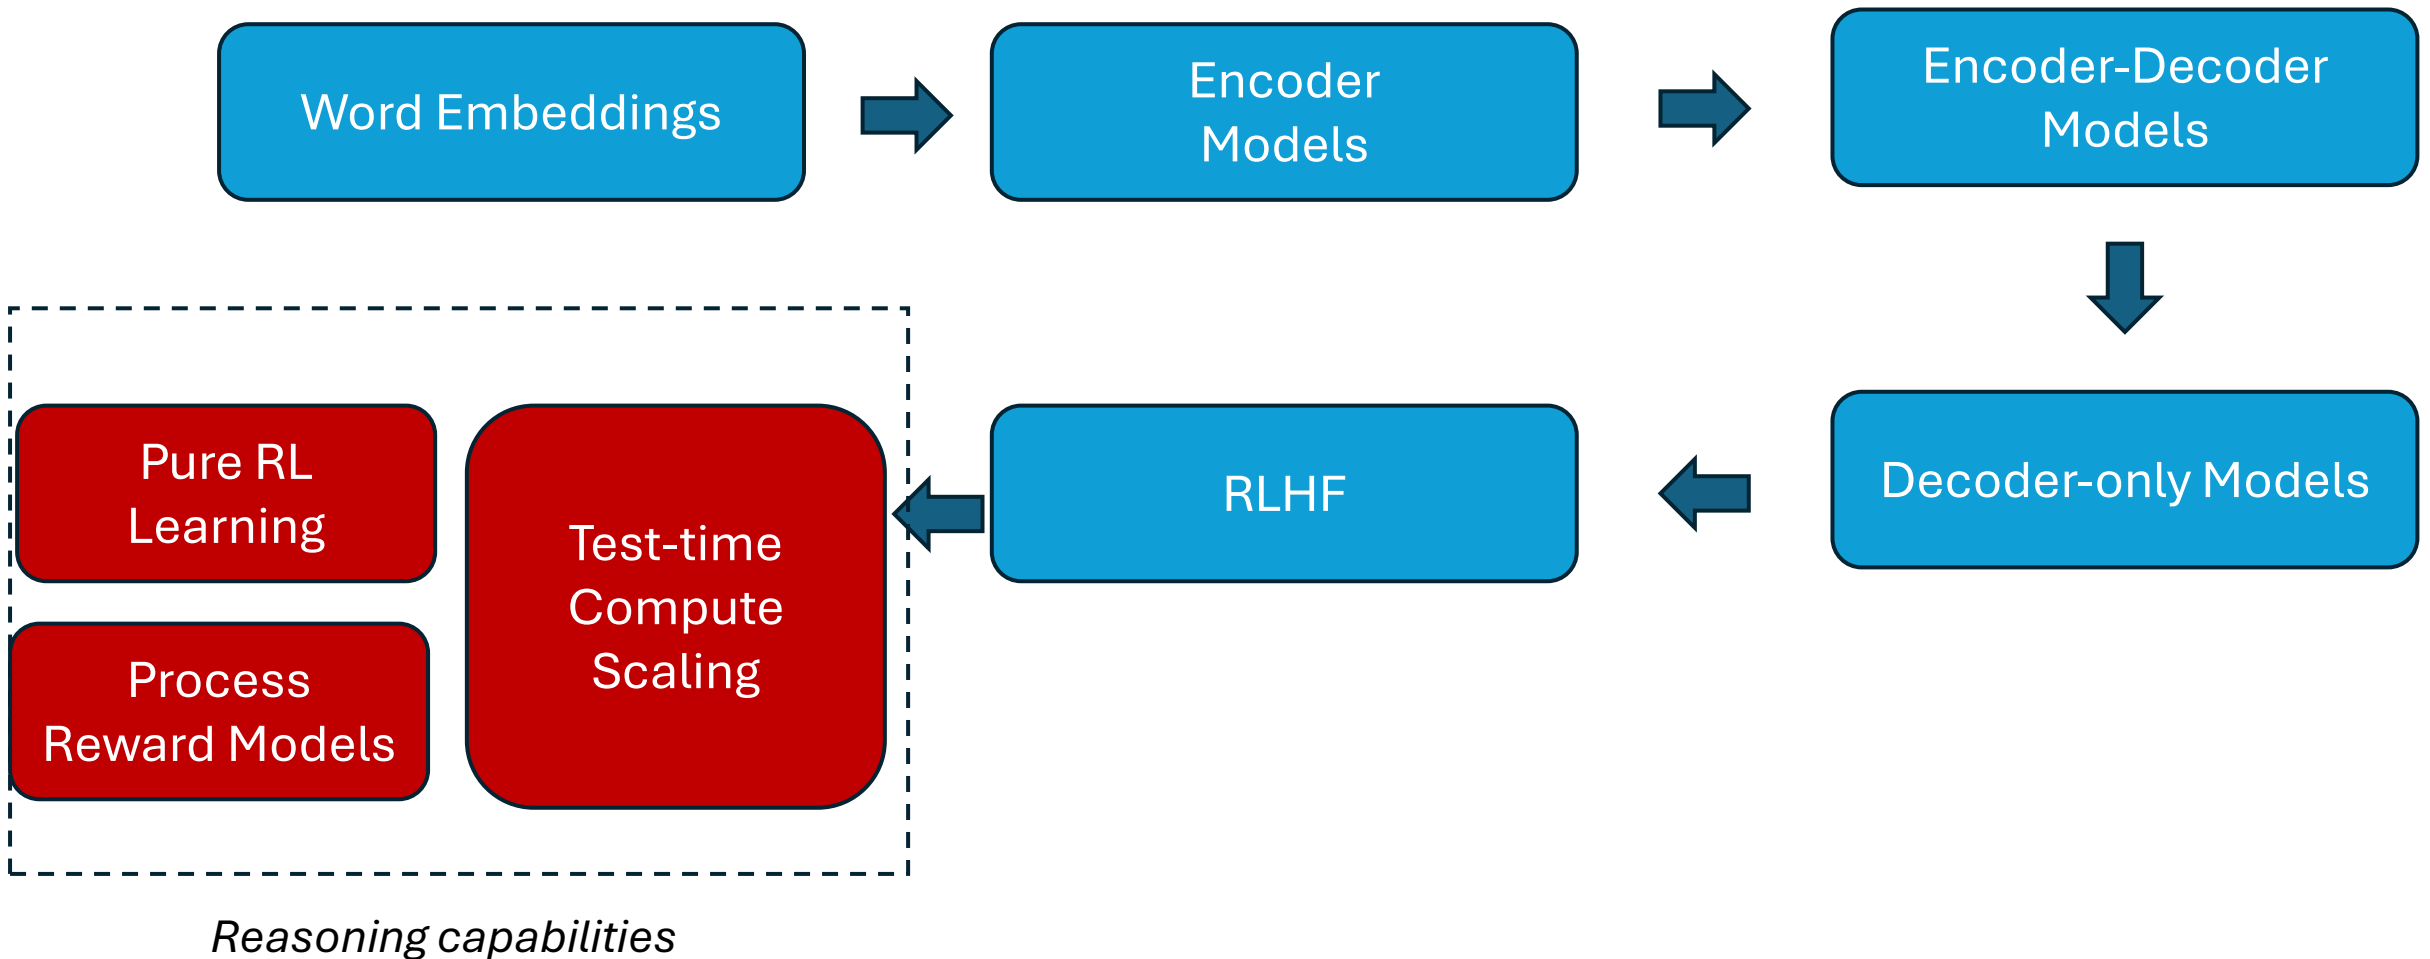 Word Embeddings
Encoder
Models
Encoder-Decoder
Models
Decoder-only Models
RLHF
Test-time
Compute
Scaling
Pure RL
Learning
Process
Reward Models
Reasoning capabilities